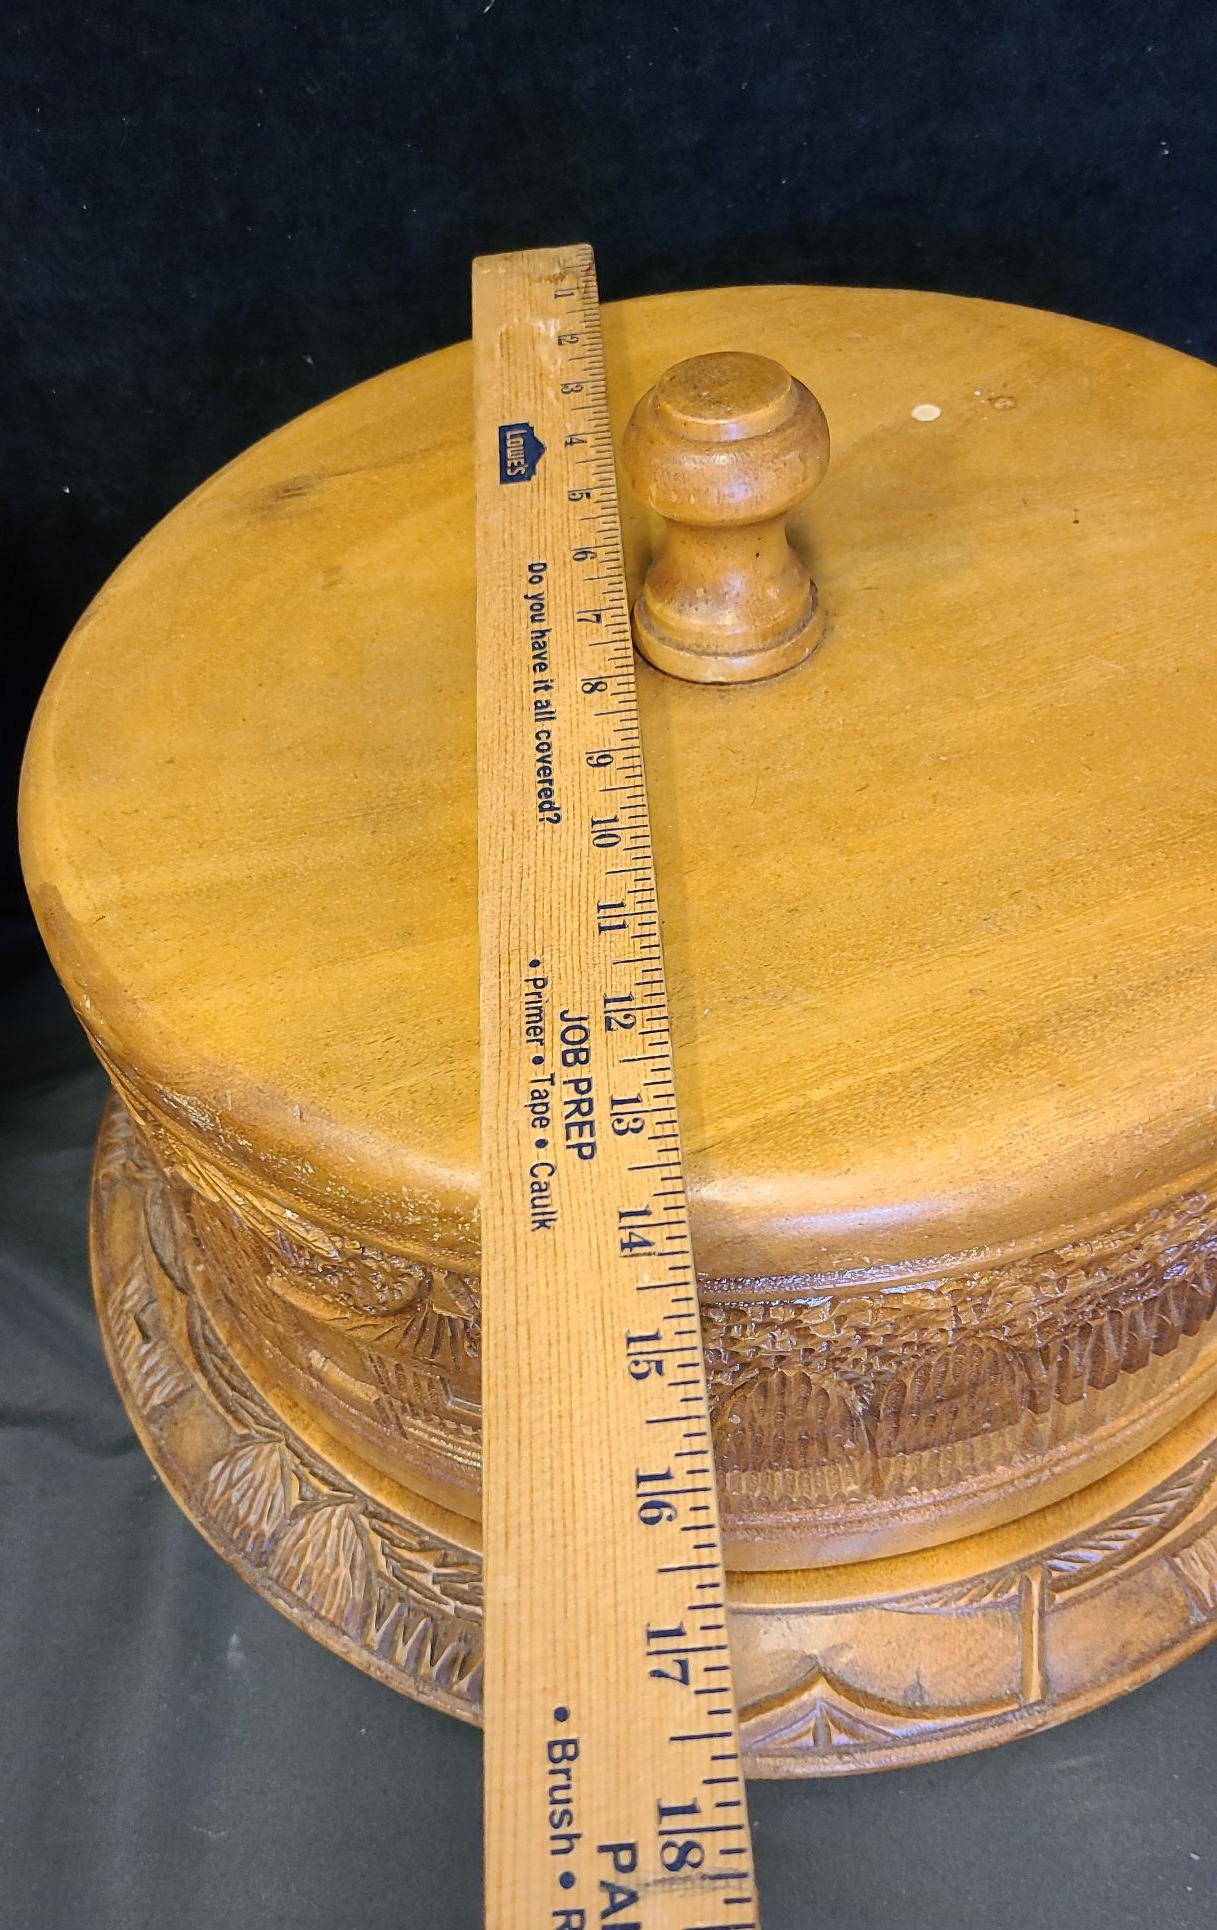 1 2 3 4 5 6 7 8 9 10 11 12 13 14 15 16 17 18
LOWE'S
Do you have it all covered?
JOB PREP
• Primer • Tape • Caulk
PAI
• Brush • R